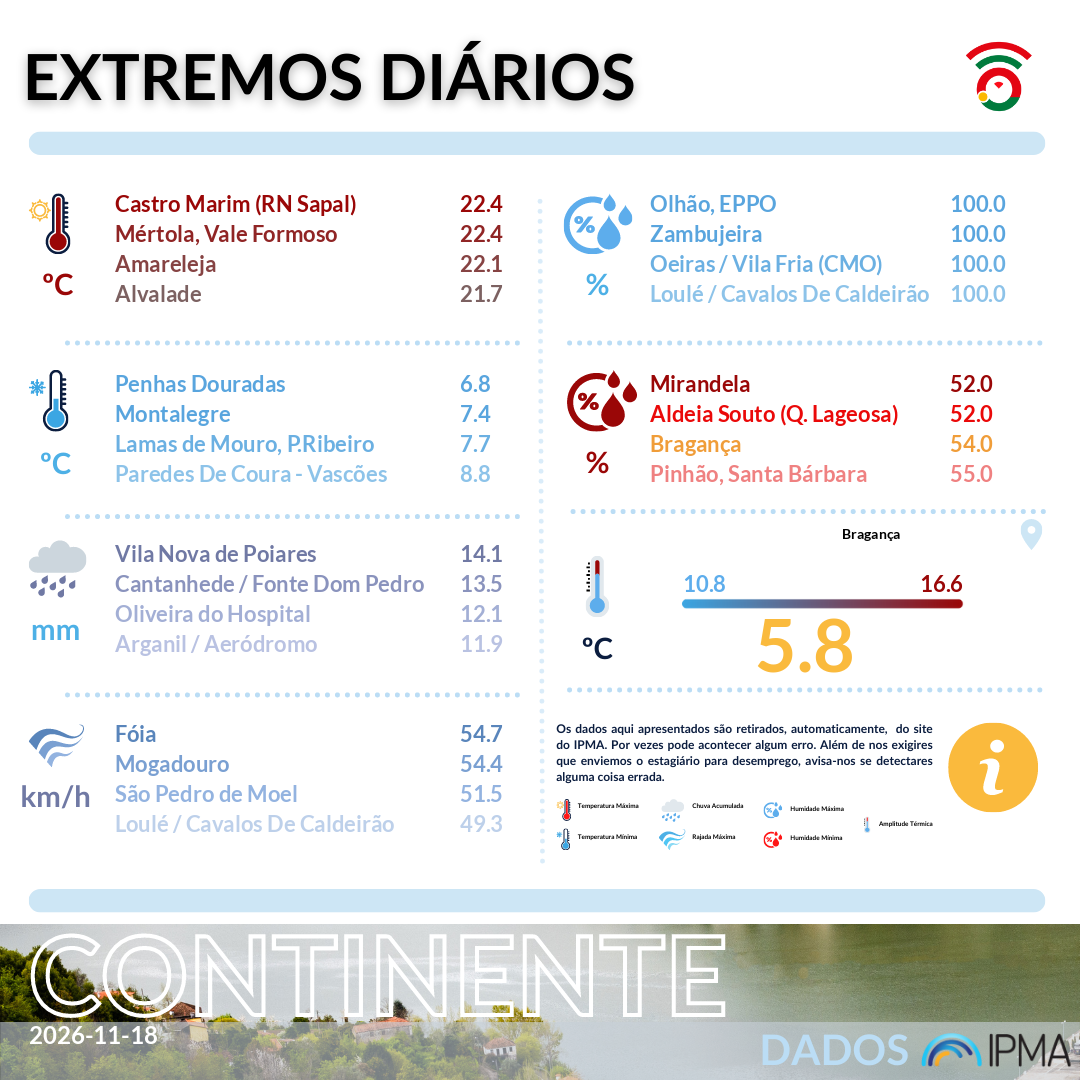 EXTREMOS DIÁRIOS
Castro Marim (RN Sapal) 22.4
Mértola, Vale Formoso 22.4
Amareleja 22.1
Alvalade 21.7
ºC
Penhas Douradas 6.8
Montalegre 7.4
Lamas de Mouro, P.Ribeiro 7.7
Paredes De Coura - Vascões 8.8
ºC
Vila Nova de Poiares 14.1
Cantanhede / Fonte Dom Pedro 13.5
Oliveira do Hospital 12.1
Arganil / Aeródromo 11.9
mm
Fóia 54.7
Mogadouro 54.4
São Pedro de Moel 51.5
Loulé / Cavalos De Caldeirão 49.3
km/h
%
Olhão, EPPO 100.0
Zambujeira 100.0
Oeiras / Vila Fria (CMO) 100.0
Loulé / Cavalos De Caldeirão 100.0
%
%
Mirandela 52.0
Aldeia Souto (Q. Lageosa) 52.0
Bragança 54.0
Pinhão, Santa Bárbara 55.0
%
Bragança
10.8 16.6
5.8
ºC
Os dados aqui apresentados são retirados, automaticamente, do site
do IPMA. Por vezes pode acontecer algum erro. Além de nos exigires
que enviemos o estagiário para desemprego, avisa-nos se detectares
alguma coisa errada.
i
Temperatura Máxima
Chuva Acumulada
Humidade Máxima
Amplitude Térmica
Temperatura Mínima
Rajada Máxima
Humidade Mínima
CONTINENTE
2026-11-18
DADOS IPMA